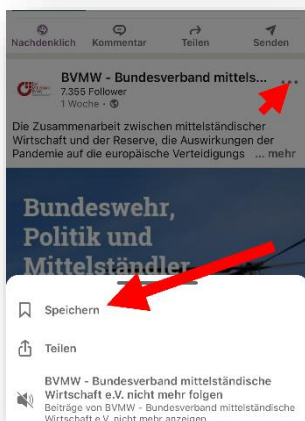 Nachdenklich Kommentar Teilen Senden
BVMW - Bundesverband mittels... ...
7.355 Follower
1 Woche •
Die Zusammenarbeit zwischen mittelständischer
Wirtschaft und der Reserve, die Auswirkungen der
Pandemie auf die europäische Verteidigungs ... mehr
Bundeswehr,
Politik und
Mittelständler
Speichern
Teilen
BVMW - Bundesverband mittelständische
Wirtschaft e.V. nicht mehr folgen
Beiträge von BVMW - Bundesverband mittelständische
Wirtschaft e.V. nicht mehr anzeigen